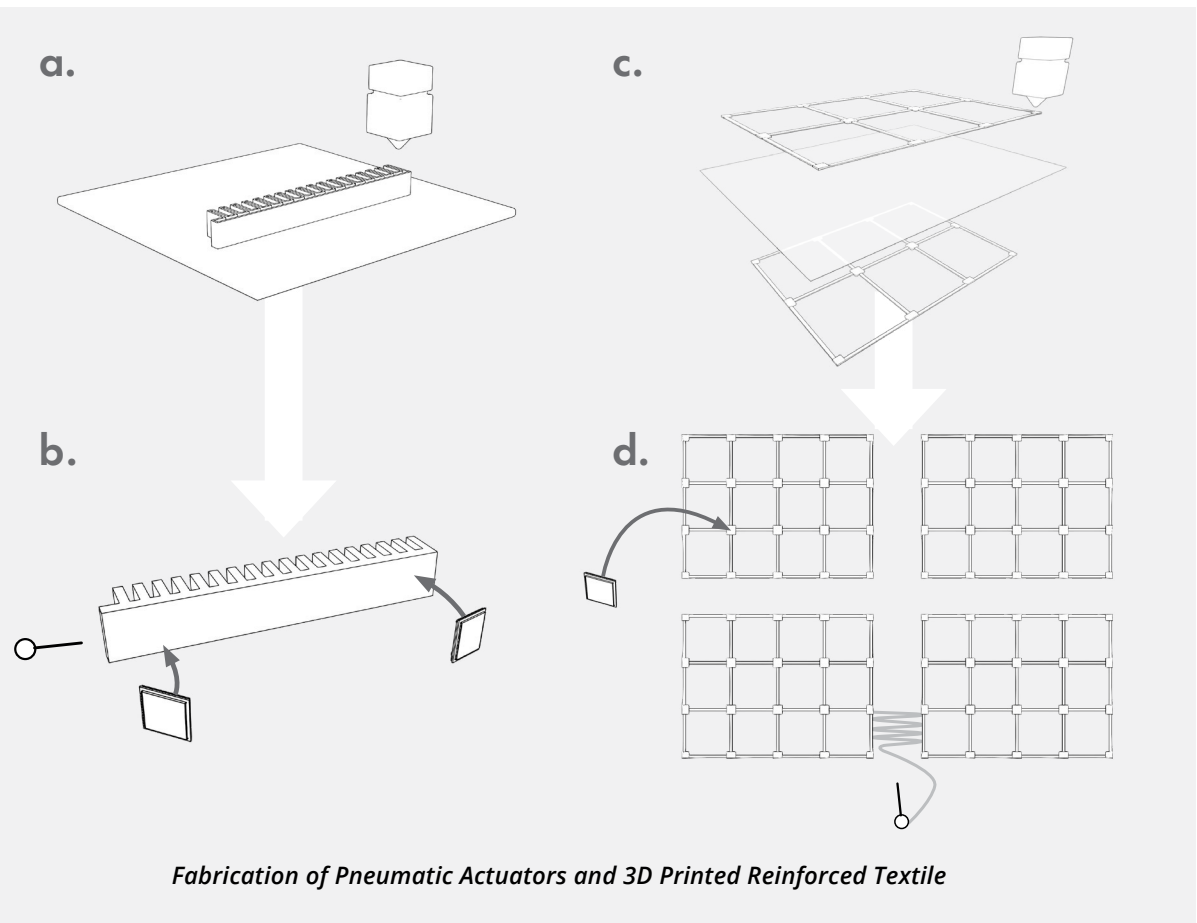 a.
c.
b.
d.
Fabrication of Pneumatic Actuators and 3D Printed Reinforced Textile